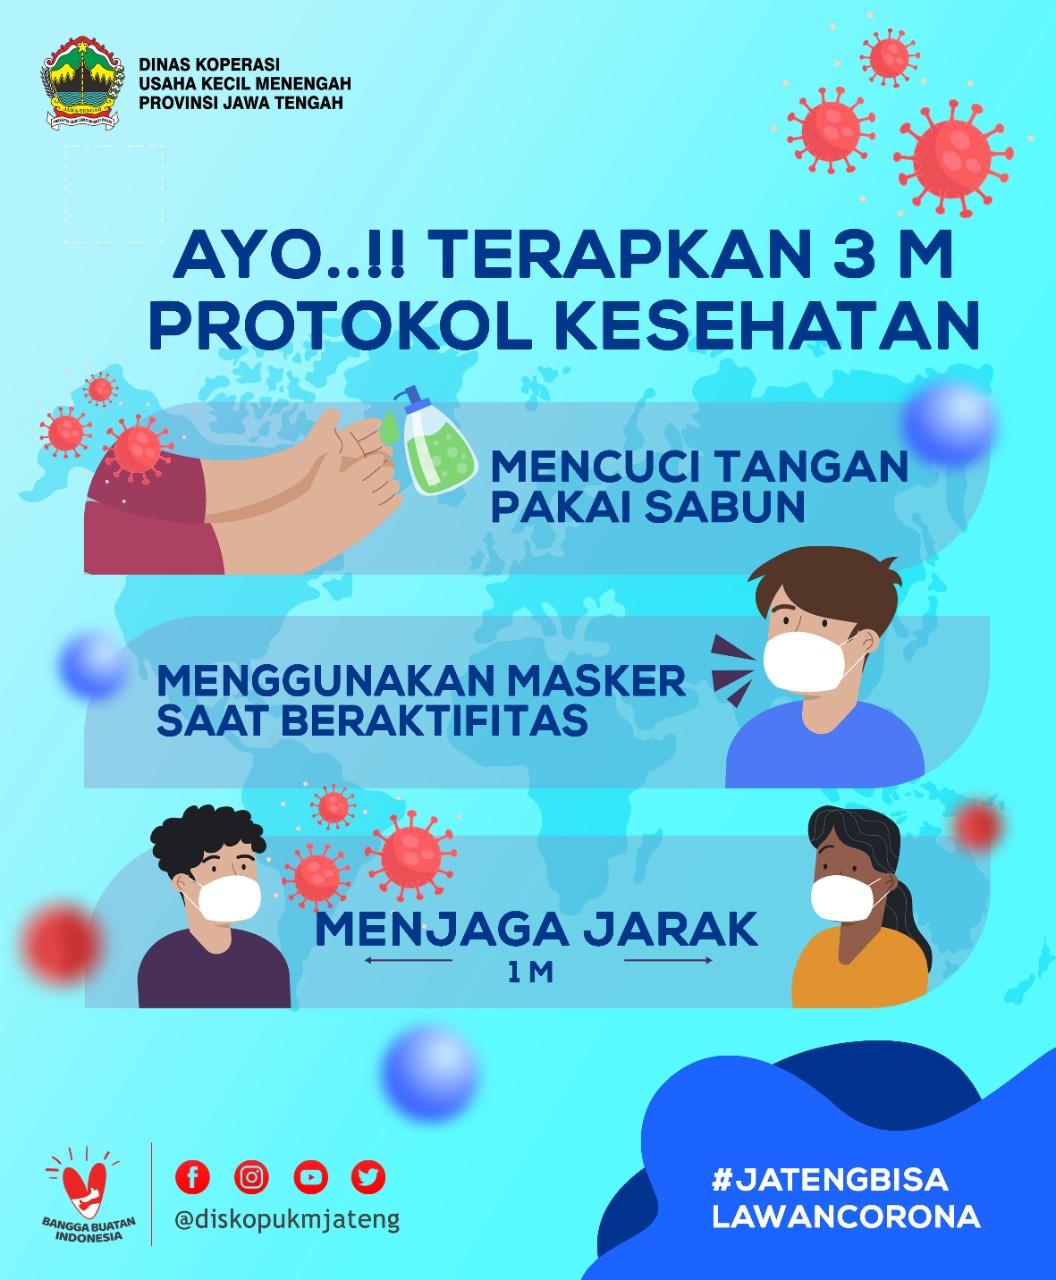 DINAS KOPERASI
USAHA KECIL MENENGAH
PROVINSI JAWA TENGAH
AYO..!! TERAPKAN 3 M
PROTOKOL KESEHATAN
MENCUCI TANGAN
PAKAI SABUN
MENGGUNAKAN MASKER
SAAT BERAKTIFITAS
MENJAGA JARAK
1 M
BANGGA BUATAN
INDONESIA
@diskopukmjateng
#JATENGBISA
LAWANCORONA